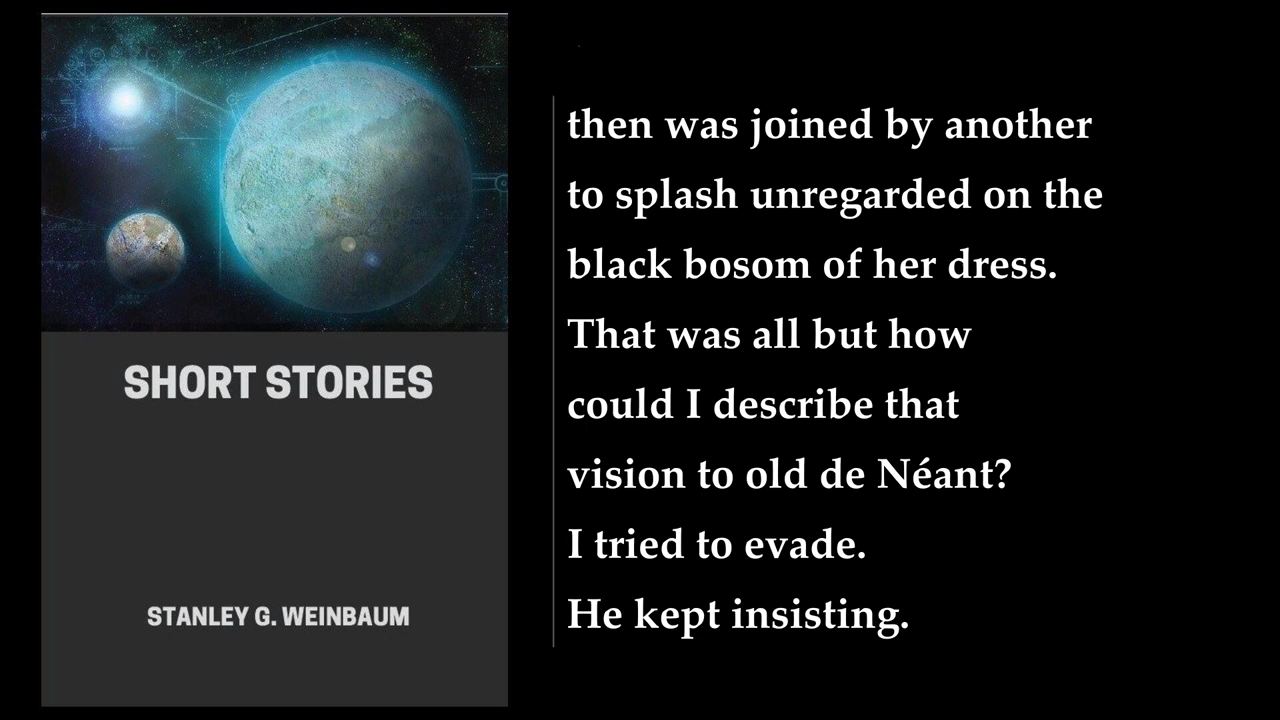 SHORT STORIES
STANLEY G. WEINBAUM
then was joined by another
to splash unregarded on the
black bosom of her dress.
That was all but how
could I describe that
vision to old de Néant?
I tried to evade.
He kept insisting.